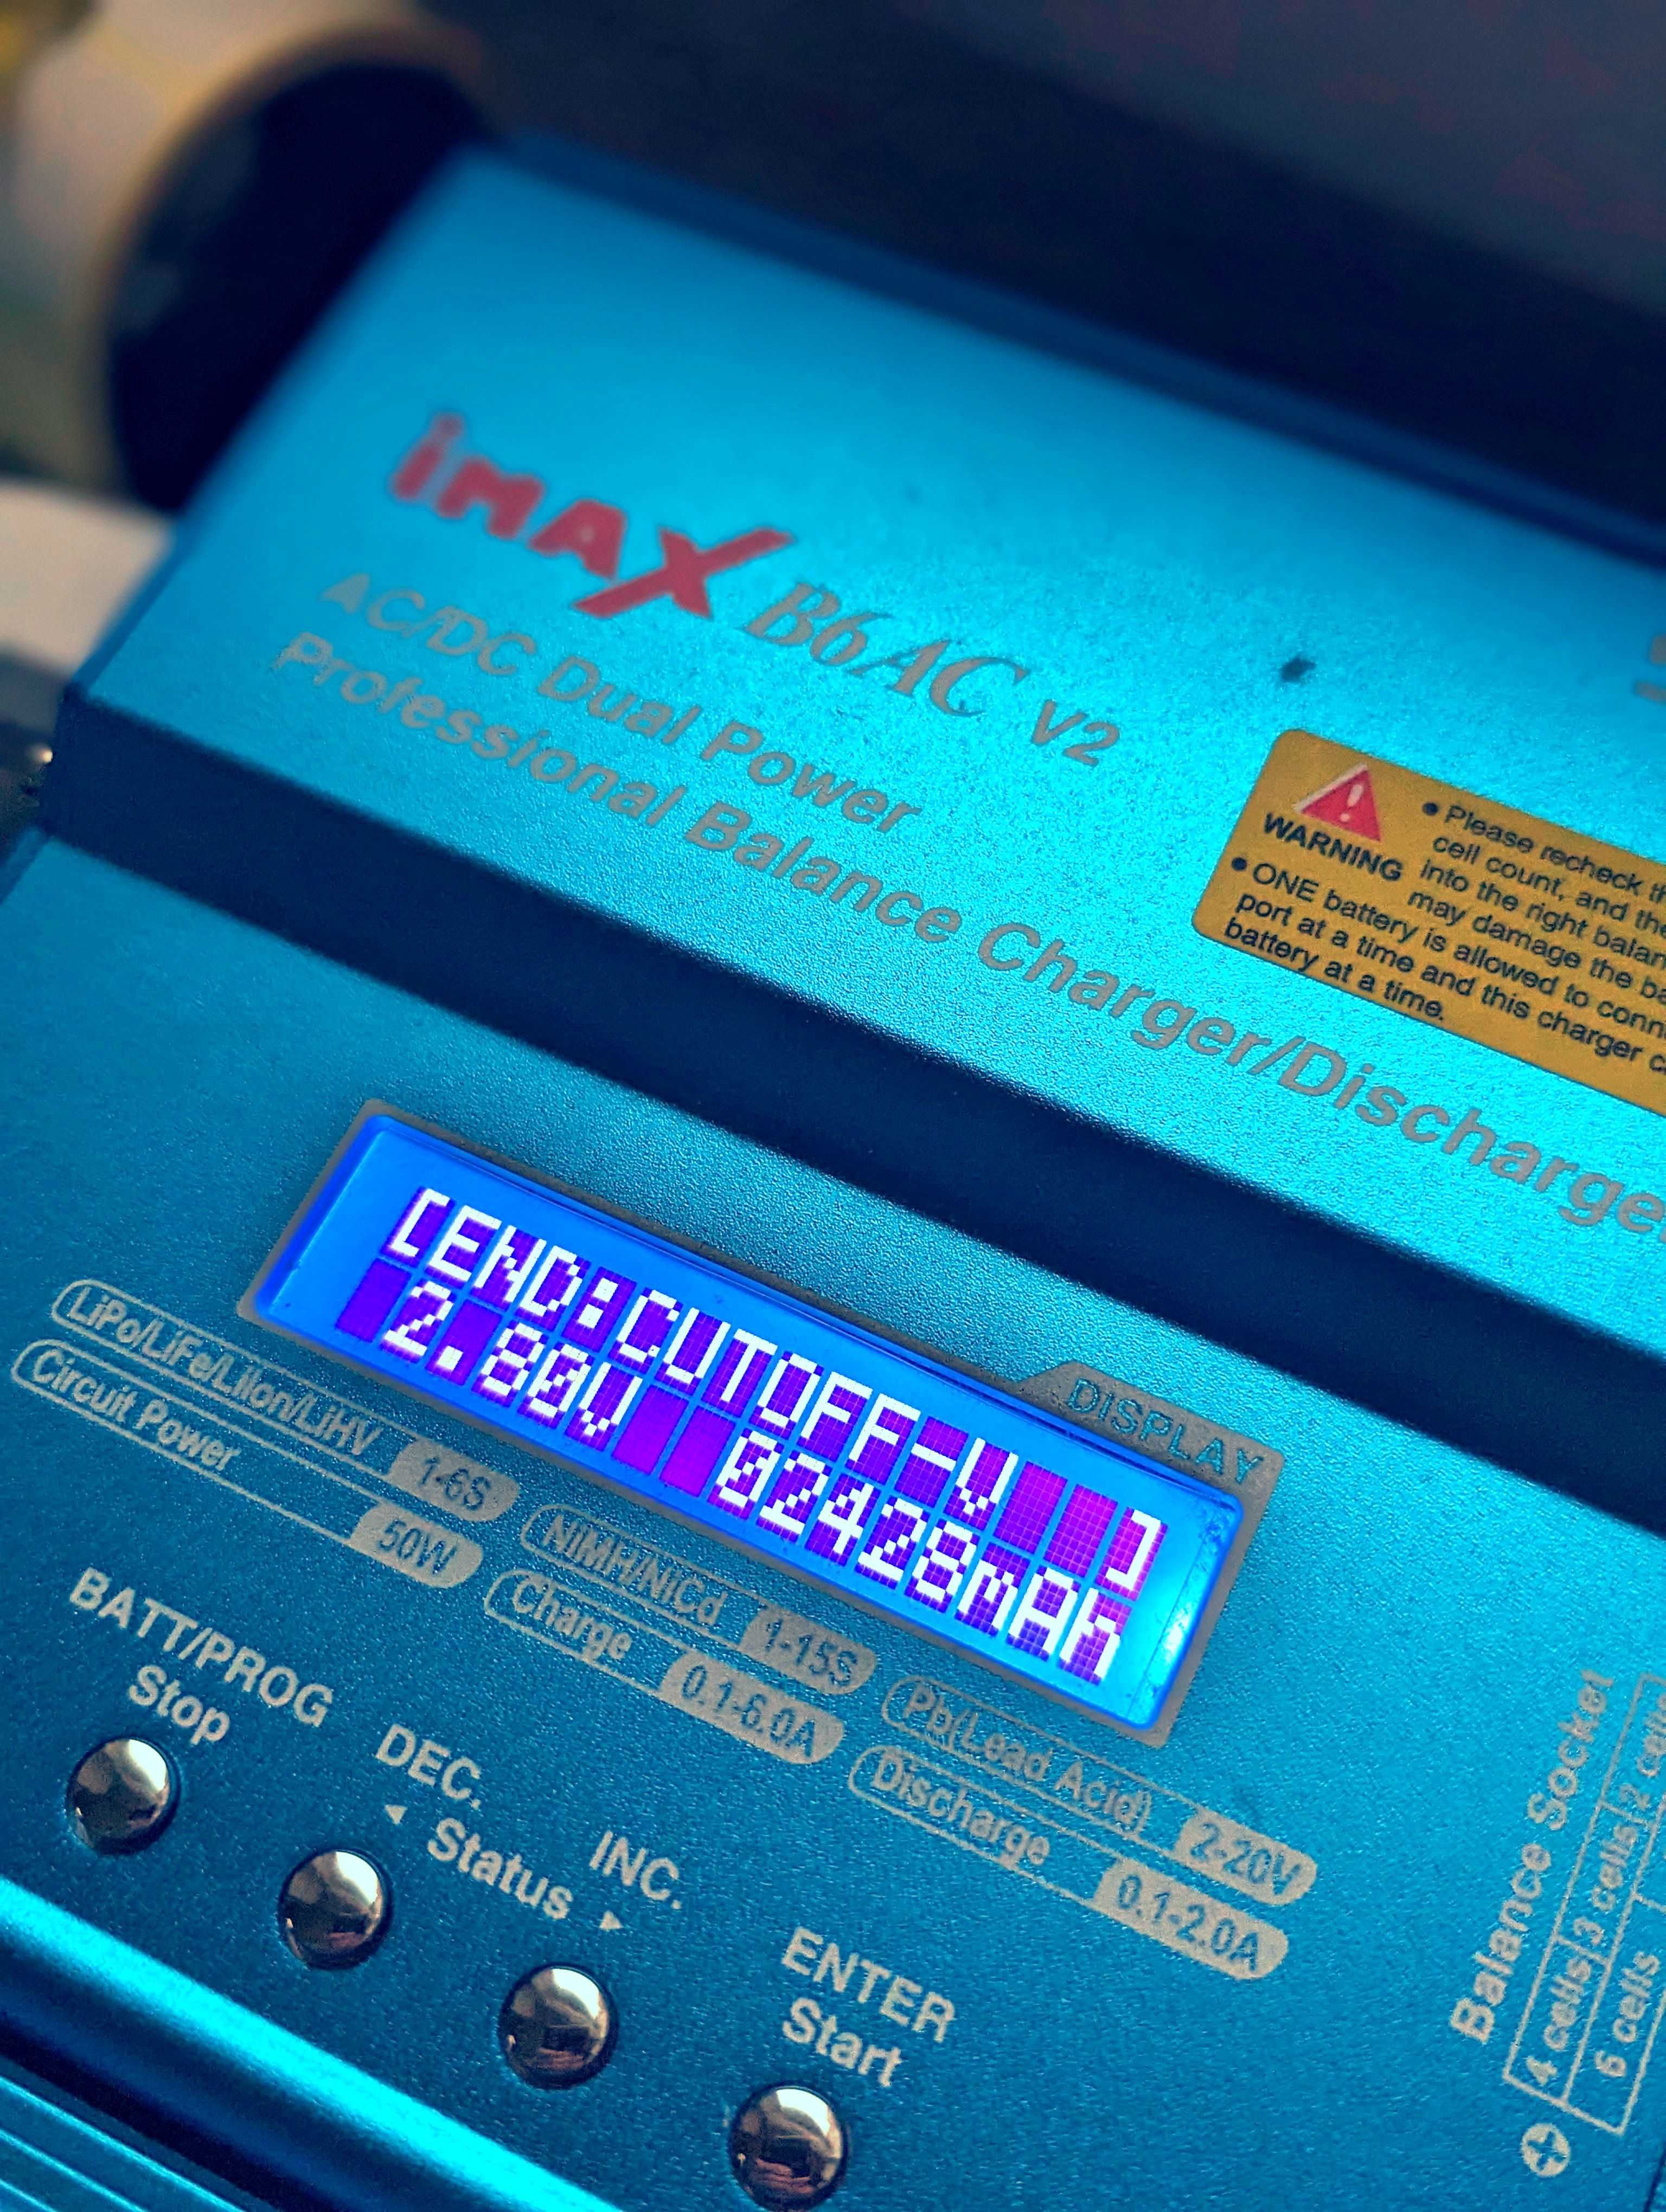 iMAX B6AC V2
AC/DC Dual Power
Professional Balance Charger/Discharger
WARNING
● Please recheck
cell count, and the
into the right
may damage the
● ONE battery is allowed to
port at a time and this charger
battery at a time.
DISPLAY
[END:CUTOFF-V ]
2.80V 02428mAh
LiPo/LiFe/LiIon/LiHV 1-6S NiMH/NiCd 1-15S Pb(Lead Acid) 2-20V
Circuit Power 50W Charge 0.1-6.0A Discharge 0.1-2.0A
BATT/PROG
Stop
DEC. INC.
◄ Status ►
ENTER
Start
Balance Socket
2 cells
3 cells
4 cells
6 cells